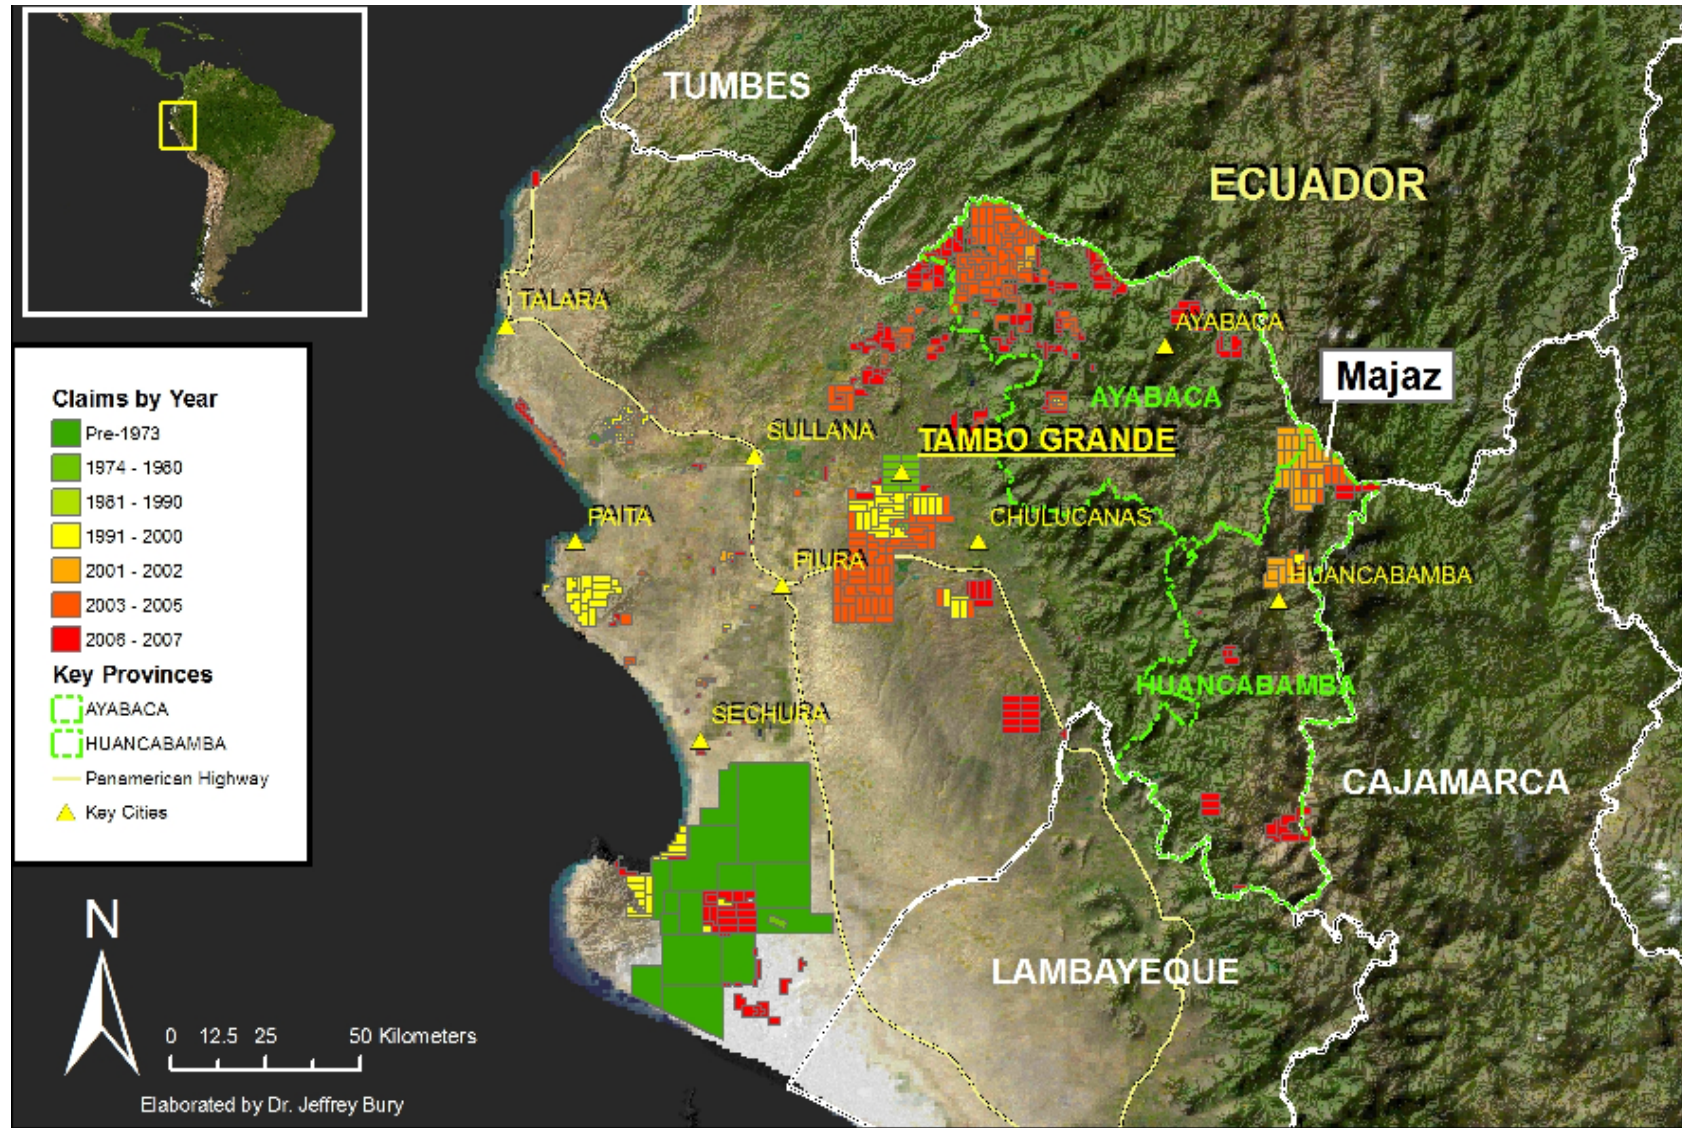 TUMBES
ECUADOR
TALARA
AYABACA
Majaz
AYABACA
SULLANA
TAMBO GRANDE
PAITA
CHULUCANAS
PIURA
HUANCABAMBA
HUANCABAMBA
SECHURA
CAJAMARCA
LAMBAYEQUE
Claims by Year
Pre-1973
1974 - 1980
1981 - 1990
1991 - 2000
2001 - 2002
2003 - 2005
2006 - 2007
Key Provinces
AYABACA
HUANCABAMBA
Panamerican Highway
Key Cities
N
0 12.5 25 50 Kilometers
Elaborated by Dr. Jeffrey Bury